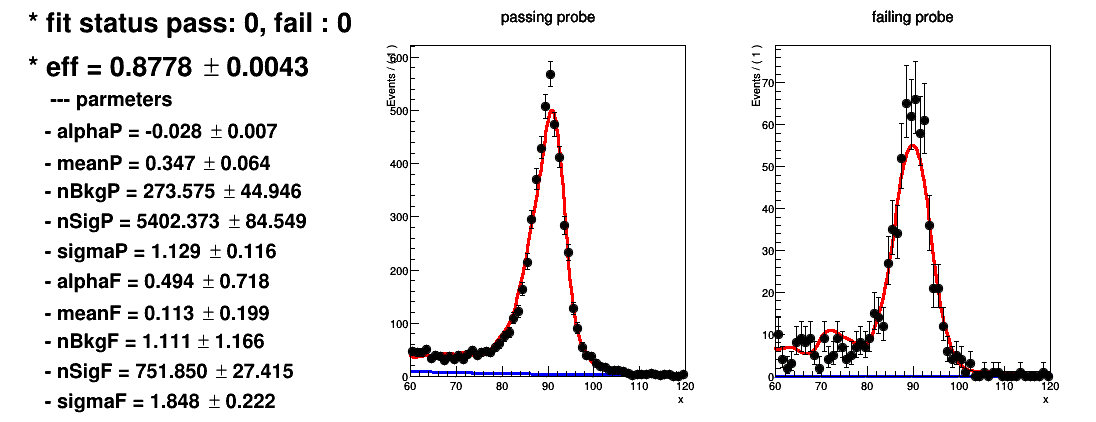 * fit status pass: 0, fail : 0
* eff = 0.8778 ± 0.0043
--- parmeters
- alphaP = -0.028 ± 0.007
- meanP = 0.347 ± 0.064
- nBkgP = 273.575 ± 44.946
- nSigP = 5402.373 ± 84.549
- sigmaP = 1.129 ± 0.116
- alphaF = 0.494 ± 0.718
- meanF = 0.113 ± 0.199
- nBkgF = 1.111 ± 1.166
- nSigF = 751.850 ± 27.415
- sigmaF = 1.848 ± 0.222
passing probe
Events / ( 1 )
600
500
400
300
200
100
0
60 70 80 90 100 110 120
x
failing probe
Events / ( 1 )
70
60
50
40
30
20
10
0
60 70 80 90 100 110 120
x